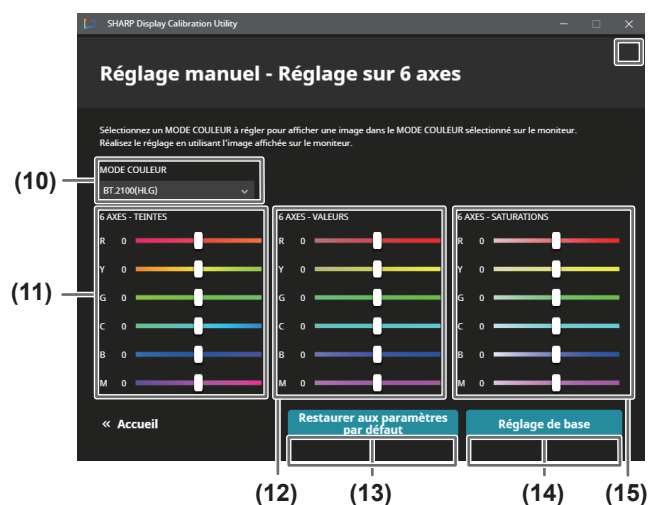 SHARP Display Calibration Utility
Réglage manuel - Réglage sur 6 axes
Sélectionnez un MODE COULEUR à régler pour afficher une image dans le MODE COULEUR sélectionné sur le moniteur.
Réalisez le réglage en utilisant l'image affichée sur le moniteur.
(10)
MODE COULEUR
BT.2100(HLG)
(11)
6 AXES - TEINTES
R 0
Y 0
G 0
C 0
B 0
M 0
6 AXES - VALEURS
R 0
Y 0
G 0
C 0
B 0
M 0
6 AXES - SATURATIONS
R 0
Y 0
G 0
C 0
B 0
M 0
« Accueil
Restaurer aux paramètres
par défaut
Réglage de base
(12) (13) (14) (15)